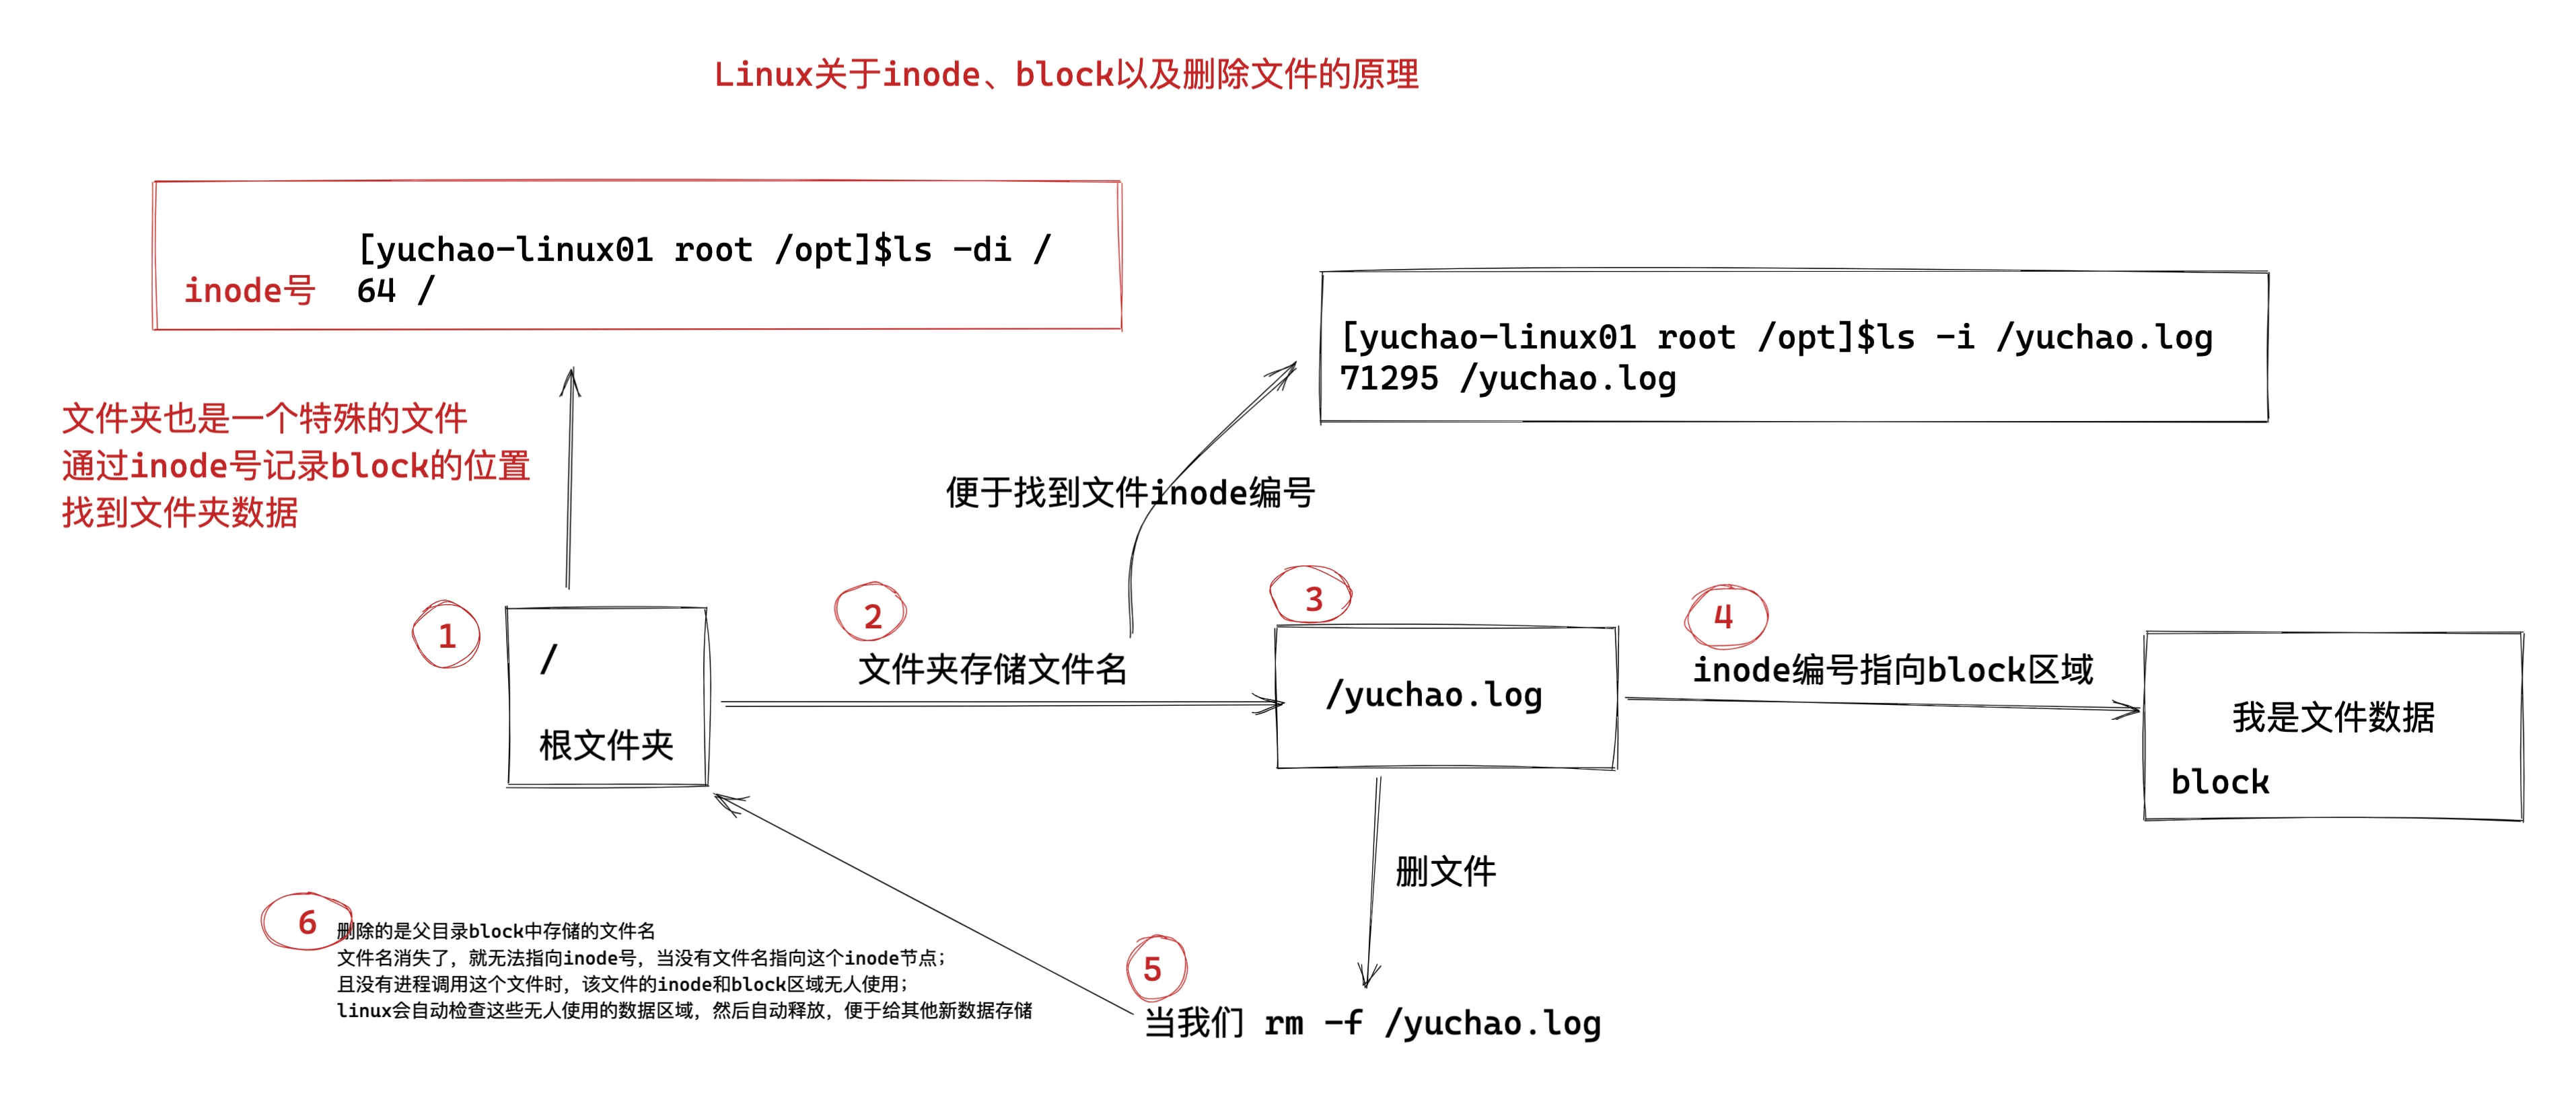 Linux关于inode、block以及删除文件的原理
[yuchao-linux01 root /opt]$ls -di /
inode号 64 /
[yuchao-linux01 root /opt]$ls -i /yuchao.log
71295 /yuchao.log
文件夹也是一个特殊的文件
通过inode号记录block的位置
找到文件夹数据
便于找到文件inode编号
1
/
根文件夹
2
文件夹存储文件名
3
/yuchao.log
4
inode编号指向block区域
我是文件数据
block
删文件
5
当我们 rm -f /yuchao.log
6
删除的是父目录block中存储的文件名
文件名消失了，就无法指向inode号，当没有文件名指向这个inode节点；
且没有进程调用这个文件时，该文件的inode和block区域无人使用；
linux会自动检查这些无人使用的数据区域，然后自动释放，便于给其他新数据存储